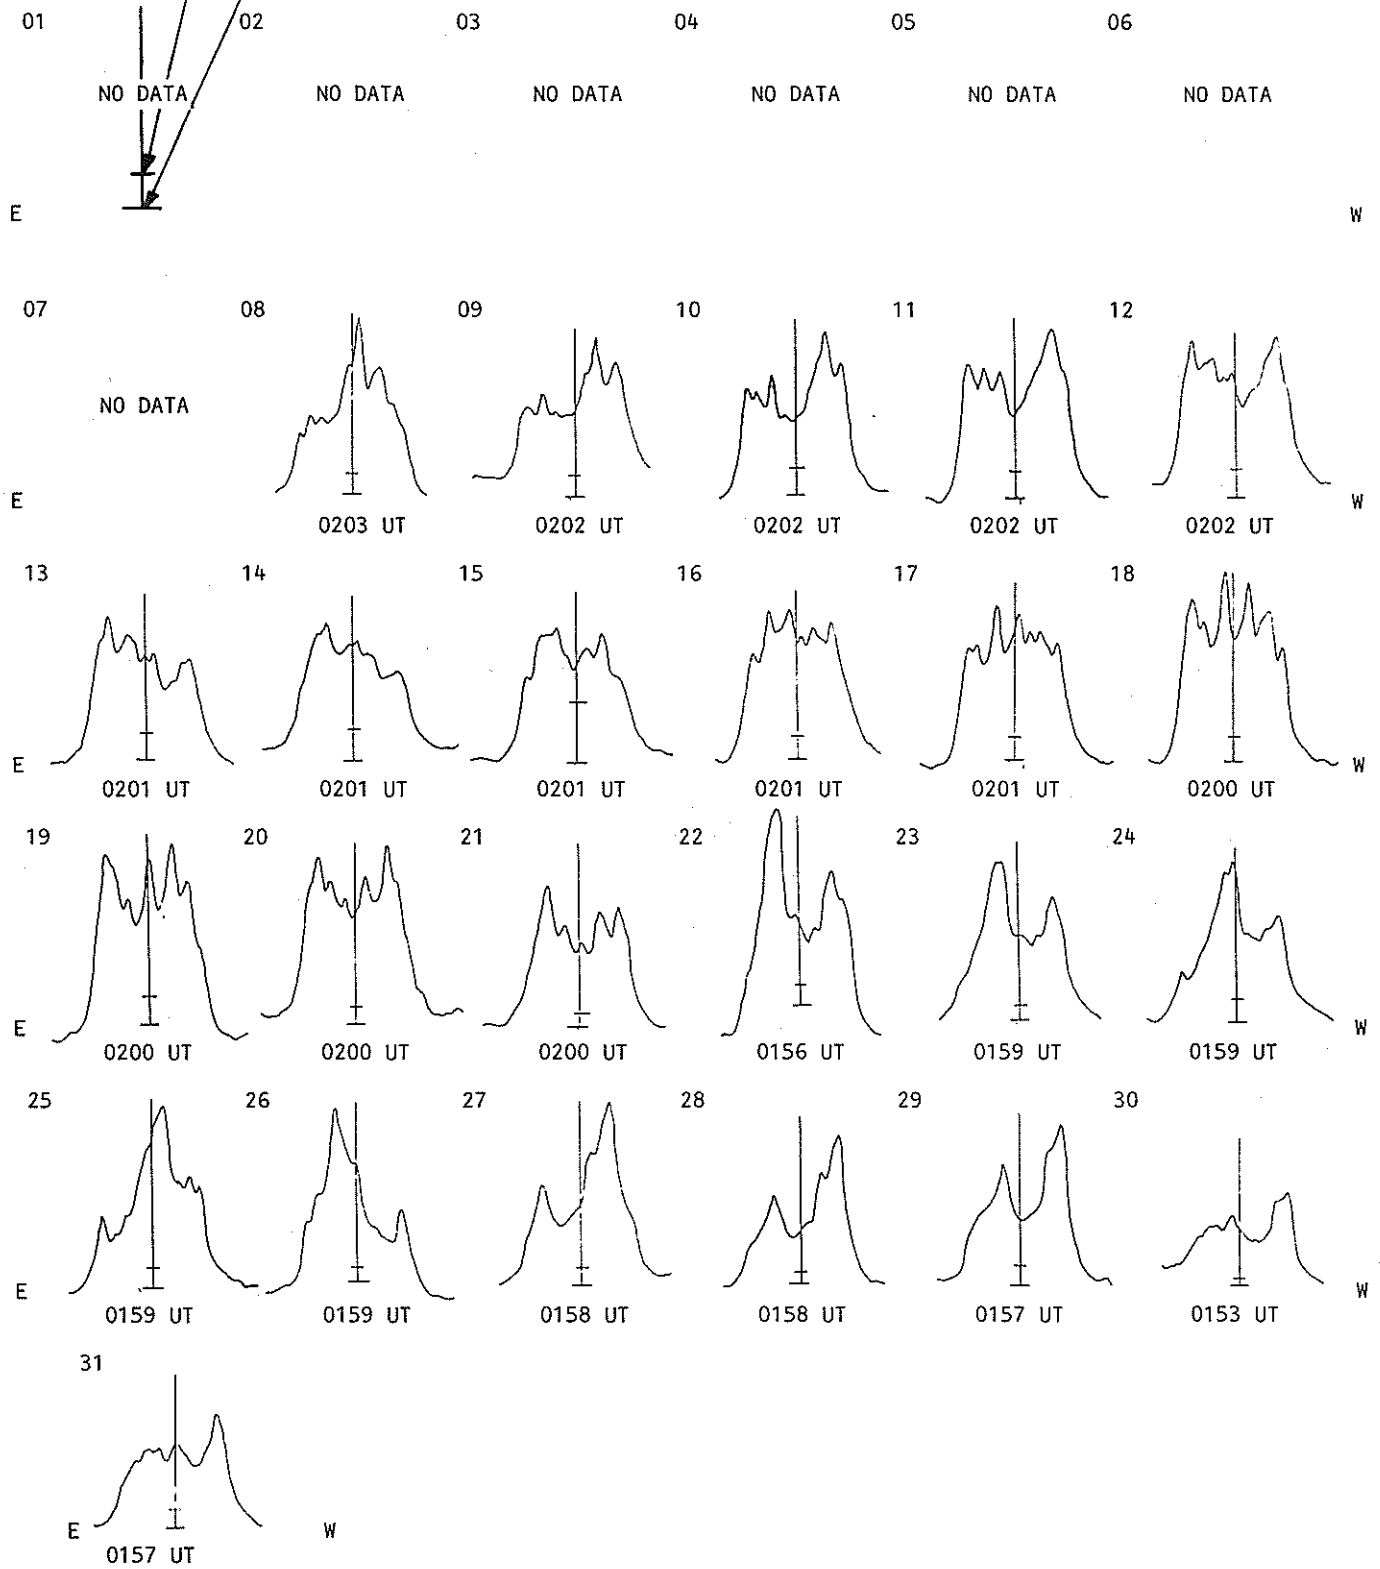 01 02 03 04 05 06
NO DATA NO DATA NO DATA NO DATA NO DATA NO DATA
E W
07 08 09 10 11 12
NO DATA
E W
0203 UT 0202 UT 0202 UT 0202 UT 0202 UT
13 14 15 16 17 18
E W
0201 UT 0201 UT 0201 UT 0201 UT 0201 UT 0200 UT
19 20 21 22 23 24
E W
0200 UT 0200 UT 0200 UT 0156 UT 0159 UT 0159 UT
25 26 27 28 29 30
E W
0159 UT 0159 UT 0158 UT 0158 UT 0157 UT 0153 UT
31
E W
0157 UT